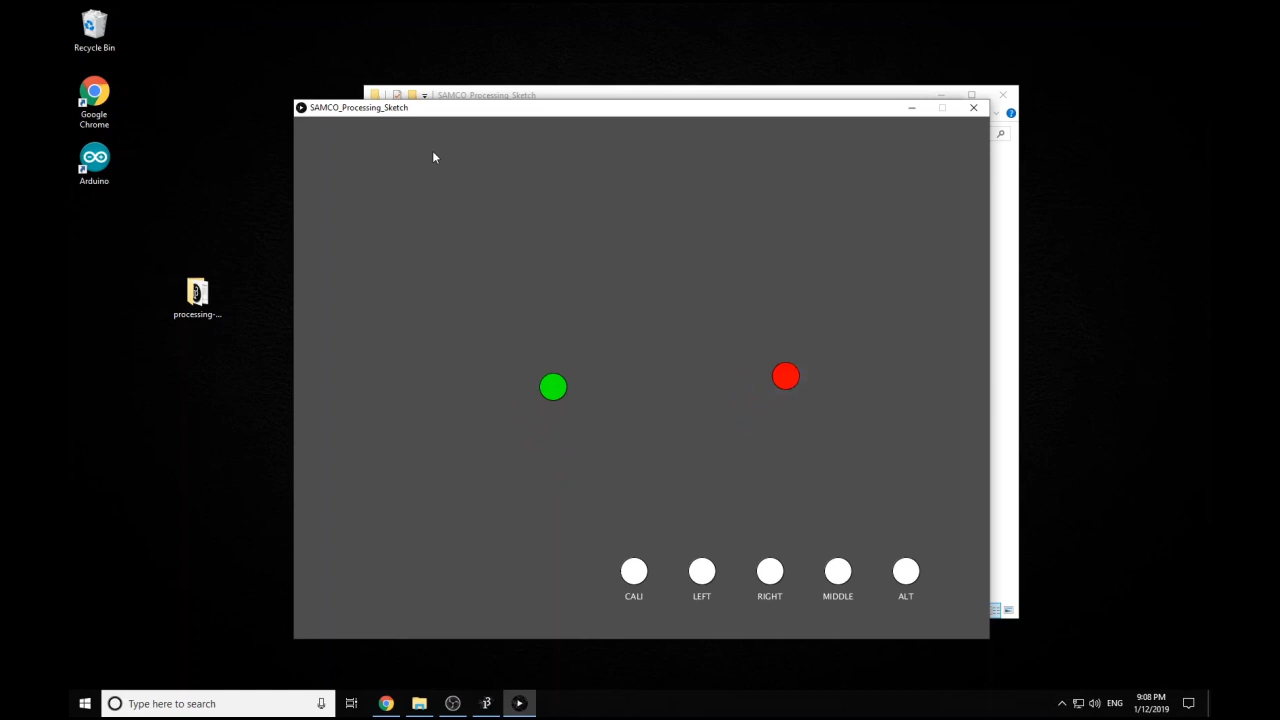 Recycle Bin
Google
Chrome
Arduino
processing-...
SAMCO_Processing_Sketch
SAMCO_Processing_Sketch
CALI
LEFT
RIGHT
MIDDLE
ALT
Type here to search
ENG
9:08 PM
1/12/2019